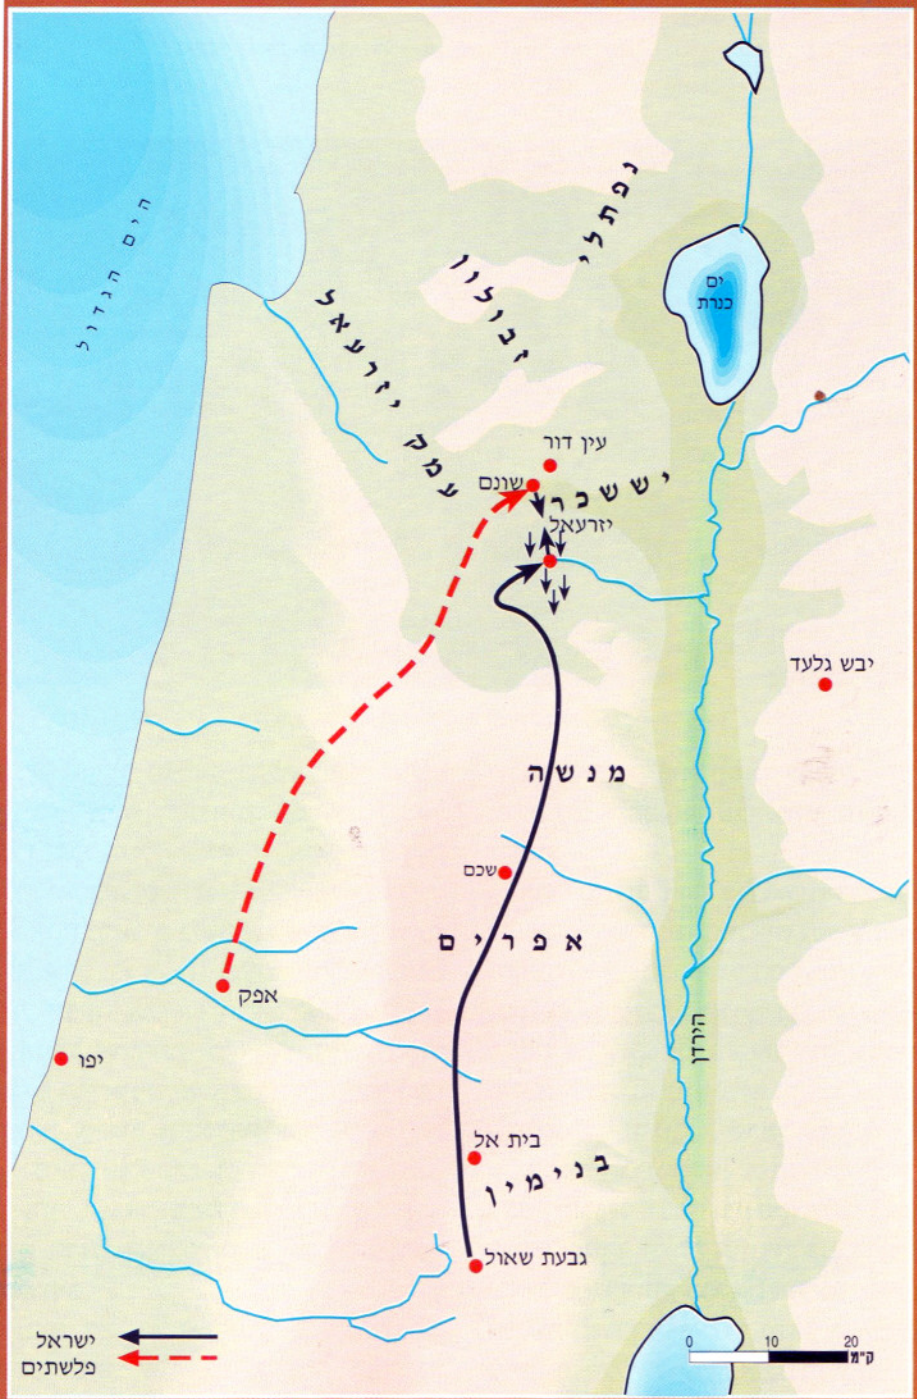 הים הגדול
נפתלי
זבולון
ים
כנרת
עמק יזרעאל
עין דור
שונם
יששכר
יזרעאל
יבש גלעד
מנשה
שכם
אפרים
אפק
הירדן
יפו
בית אל
בנימין
גבעת שאול
ישראל
פלשתים
0 10 20
ק"מ